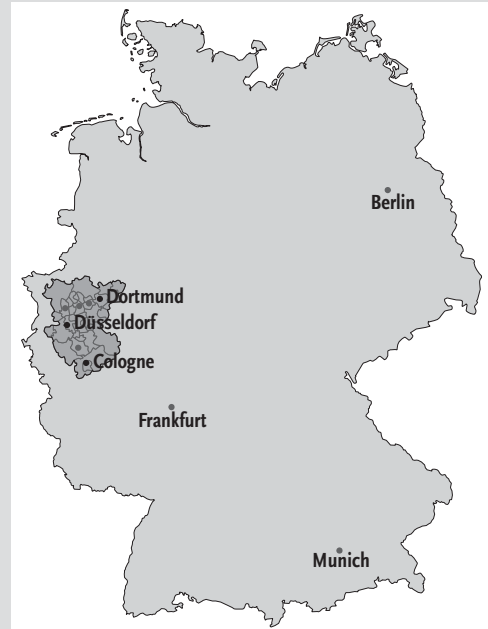 Berlin
Dortmund
Düsseldorf
Cologne
Frankfurt
Munich